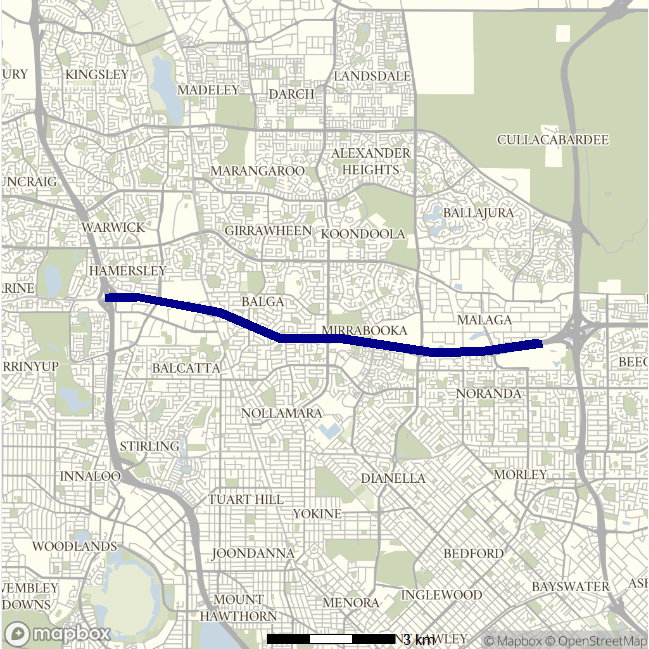 KINGSLEY
URY
MADELEY
DARCH
LANDSDALE
CULLACABARDEE
ALEXANDER
HEIGHTS
MARANGAROO
UNCRAIG
BALLAJURA
WARWICK
GIRRAWHEEN
KOONDOOLA
HAMERSLEY
RRINE
BALGA
MALAGA
MIRRABOOKA
BEEC
RRINYUP
BALCATTA
NORANDA
NOLLAMARA
STIRLING
INNALOO
DIANELLA
MORLEY
TUART HILL
YOKINE
WOODLANDS
JOONDANNA
BEDFORD
WEMBLEY
DOWNS
BAYSWATER
ASH
INGLEWOOD
MOUNT
HAWTHORN
MENORA
mapbox
3 km
© Mapbox © OpenStreetMap